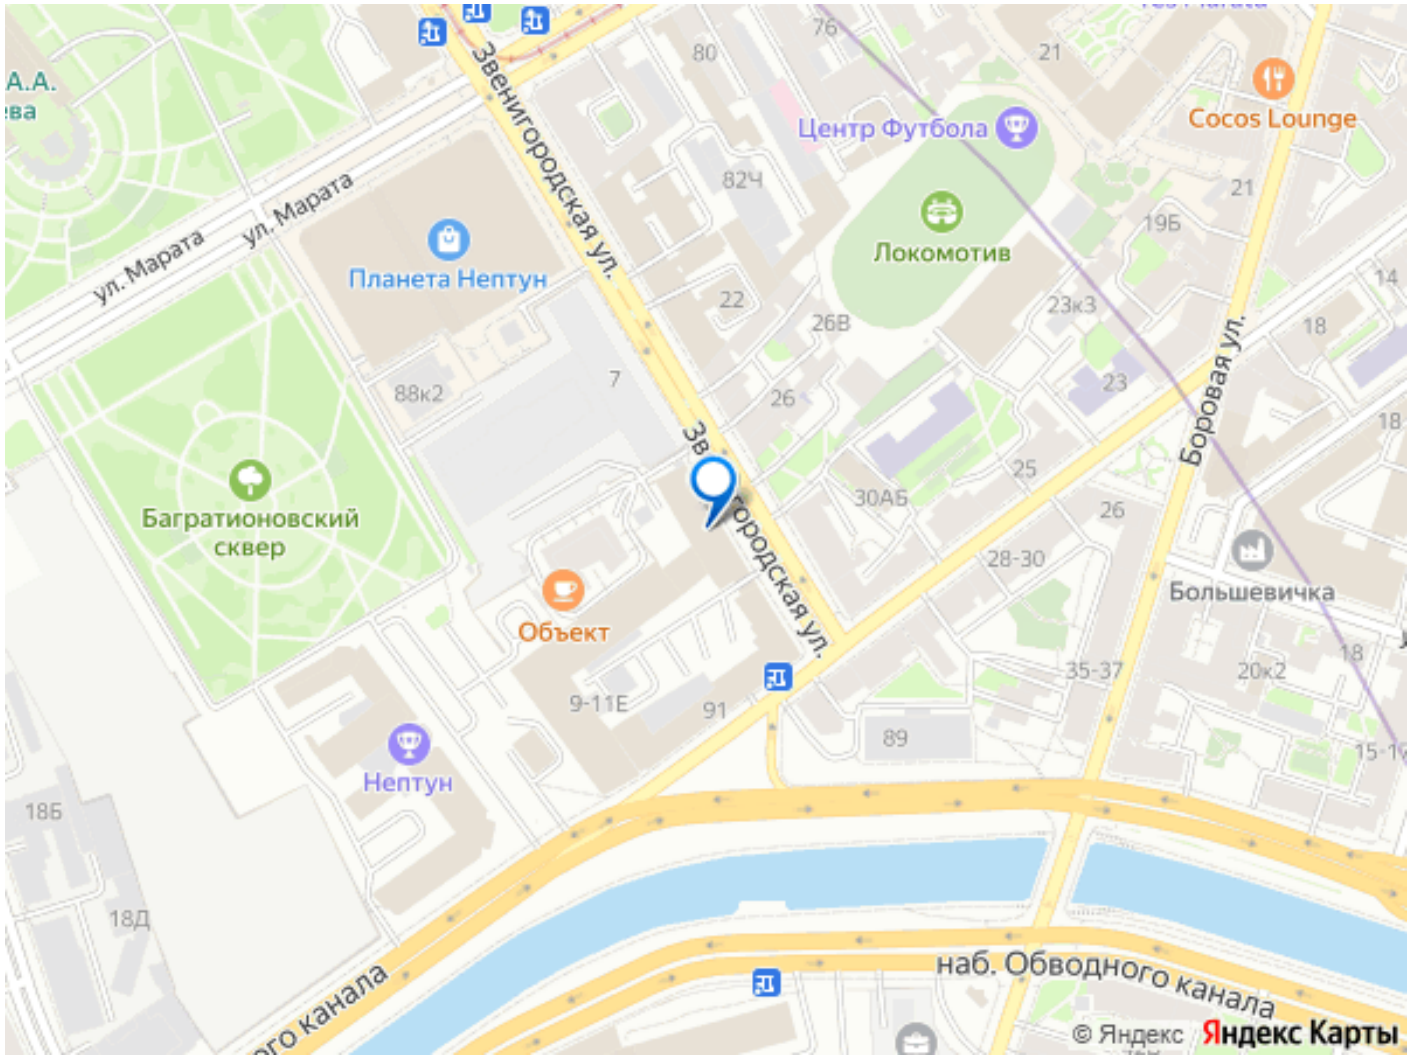 76
80
21
А.А.
ева
Cocos Lounge
Центр Футбола
Звенигородская ул.
82Ч
21
ул. Марата
ул. Марата
19Б
Локомотив
Планета Нептун
14
22
23к3
26В
18
7
23
88к2
26
Боровая ул.
18
25
30АБ
26
Багратионовский
сквер
городская ул.
28-30
Большевичка
Объект
18
35-37
20к2
9-11Е
91
89
15-1
Нептун
18Б
18Д
наб. Обводного канала
ого канала
© Яндекс Яндекс Карты